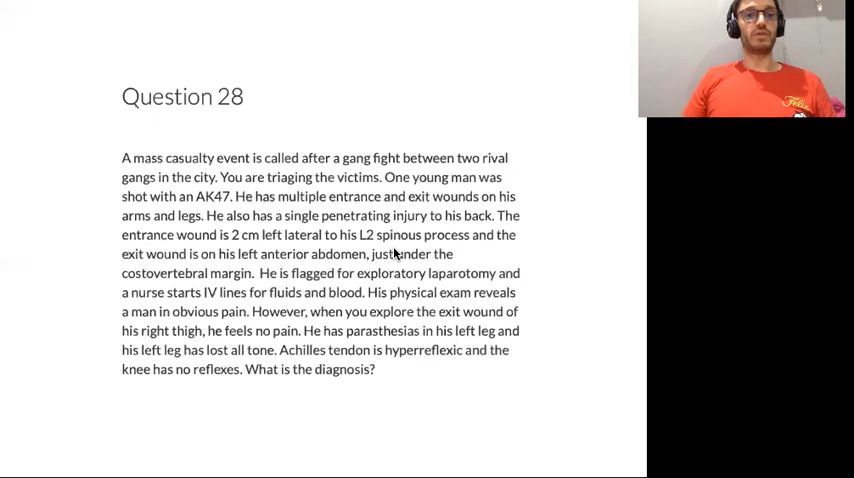 Question 28
A mass casualty event is called after a gang fight between two rival
gangs in the city. You are triaging the victims. One young man was
shot with an AK47. He has multiple entrance and exit wounds on his
arms and legs. He also has a single penetrating injury to his back. The
entrance wound is 2 cm left lateral to his L2 spinous process and the
exit wound is on his left anterior abdomen, just under the
costovertebral margin. He is flagged for exploratory laparotomy and
a nurse starts IV lines for fluids and blood. His physical exam reveals
a man in obvious pain. However, when you explore the exit wound of
his right thigh, he feels no pain. He has parasthesias in his left leg and
his left leg has lost all tone. Achilles tendon is hyperreflexic and the
knee has no reflexes. What is the diagnosis?
Felix